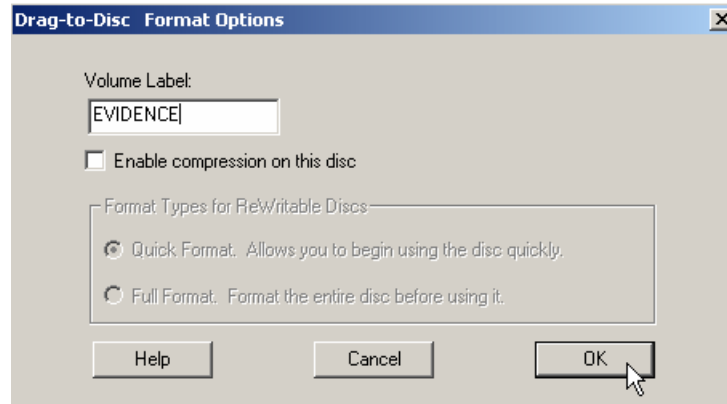 Drag-to-Disc Format Options
Volume Label:
EVIDENCE
Enable compression on this disc
Format Types for ReWritable Discs
Quick Format. Allows you to begin using the disc quickly.
Full Format. Format the entire disc before using it.
Help Cancel OK